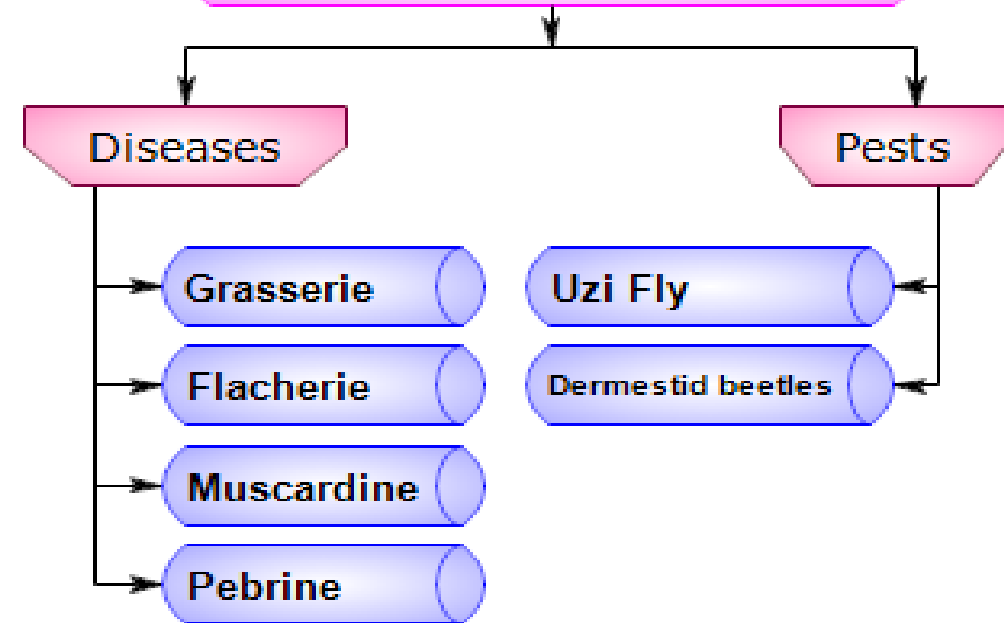 Diseases
Pests
Grasserie
Uzi Fly
Flacherie
Dermestid beetles
Muscardine
Pebrine